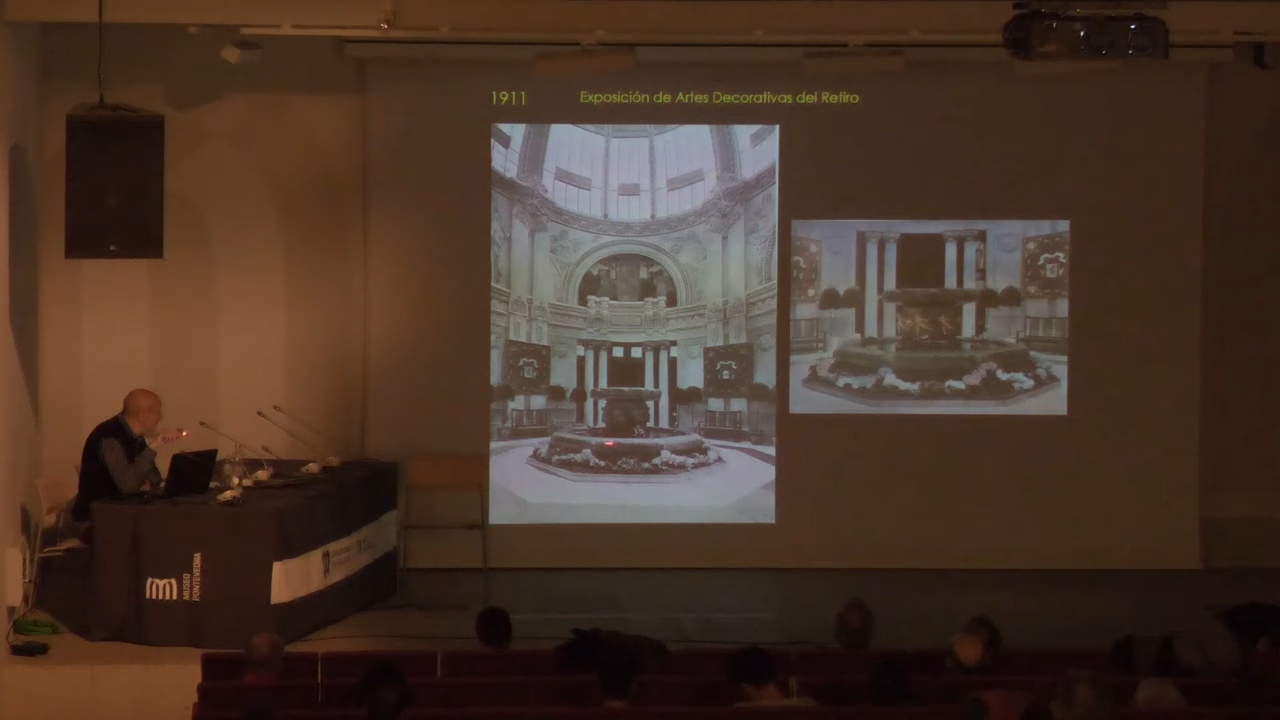 1911 Exposición de Artes Decorativas del Retiro
MUSEO
PONTEVEDRA